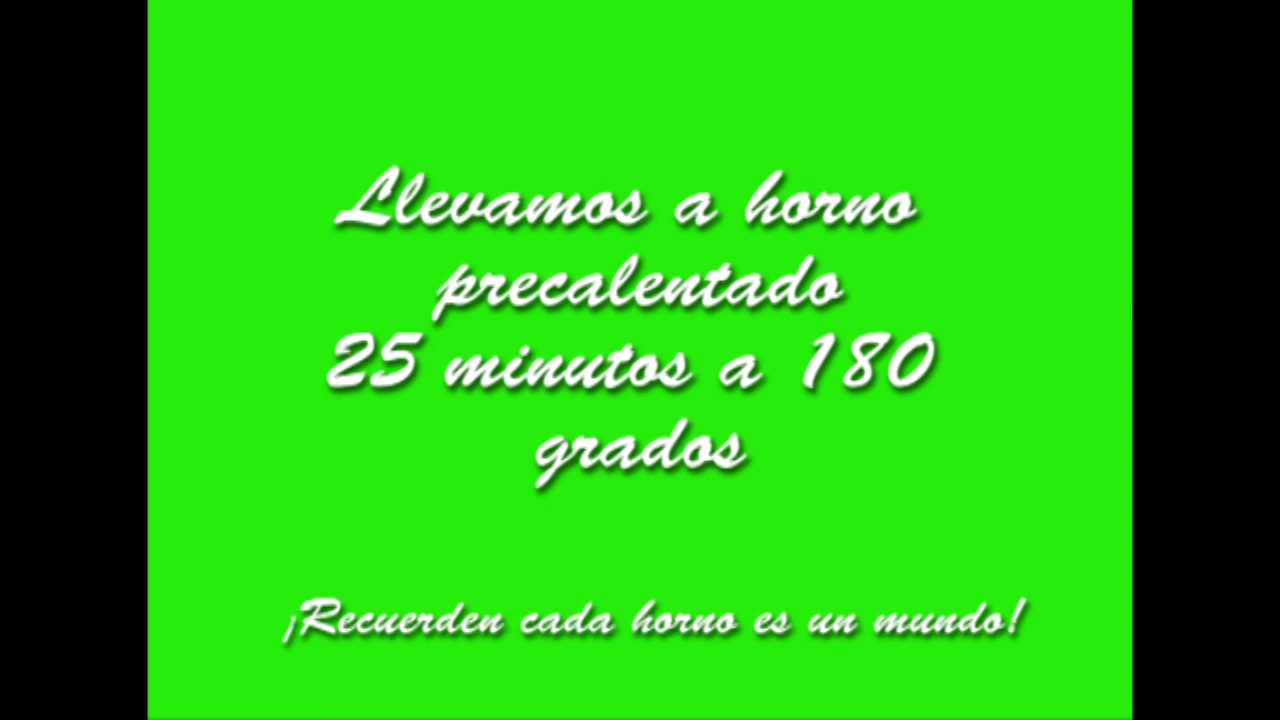 Llevamos a horno
precalentado
25 minutos a 180
grados
¡Recuerden cada horno es un mundo!